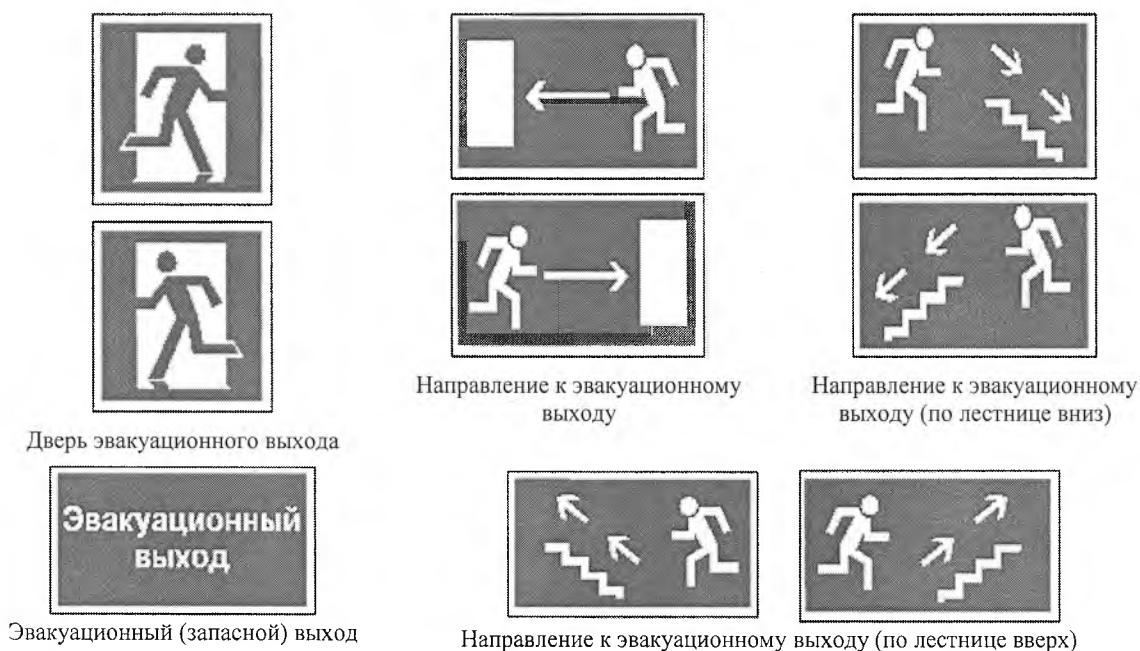 Направление к эвакуационному
выходу
Направление к эвакуационному
выходу (по лестнице вниз)
Дверь эвакуационного выхода
Эвакуационный
выход
Эвакуационный (запасной) выход
Направление к эвакуационному выходу (по лестнице вверх)